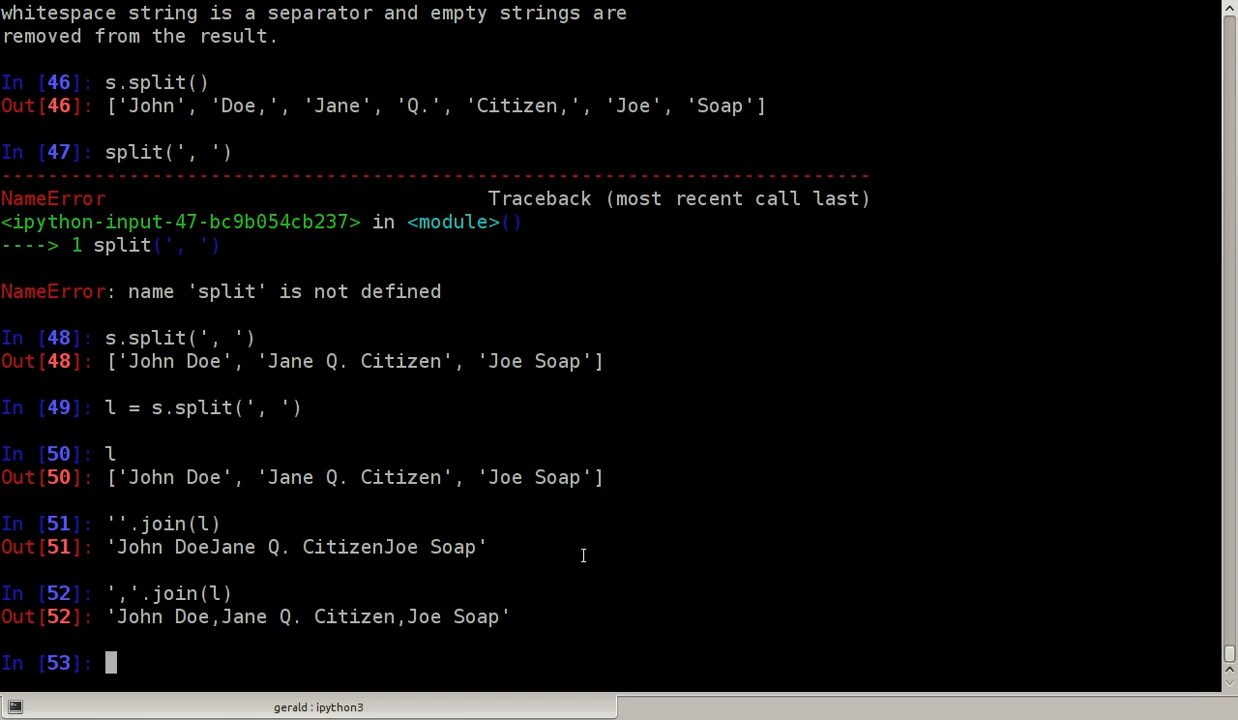 whitespace string is a separator and empty strings are
removed from the result.
In [46]: s.split()
Out[46]: ['John', 'Doe,', 'Jane', 'Q.', 'Citizen,', 'Joe', 'Soap']
In [47]: split(', ')
---------------------------------------------------------------------------
NameError                                 Traceback (most recent call last)
<ipython-input-47-bc9b054cb237> in <module>()
----> 1 split(', ')
NameError: name 'split' is not defined
In [48]: s.split(', ')
Out[48]: ['John Doe', 'Jane Q. Citizen', 'Joe Soap']
In [49]: l = s.split(', ')
In [50]: l
Out[50]: ['John Doe', 'Jane Q. Citizen', 'Joe Soap']
In [51]: ''.join(l)
Out[51]: 'John DoeJane Q. CitizenJoe Soap'
In [52]: ','.join(l)
Out[52]: 'John Doe,Jane Q. Citizen,Joe Soap'
In [53]:
gerald : ipython3